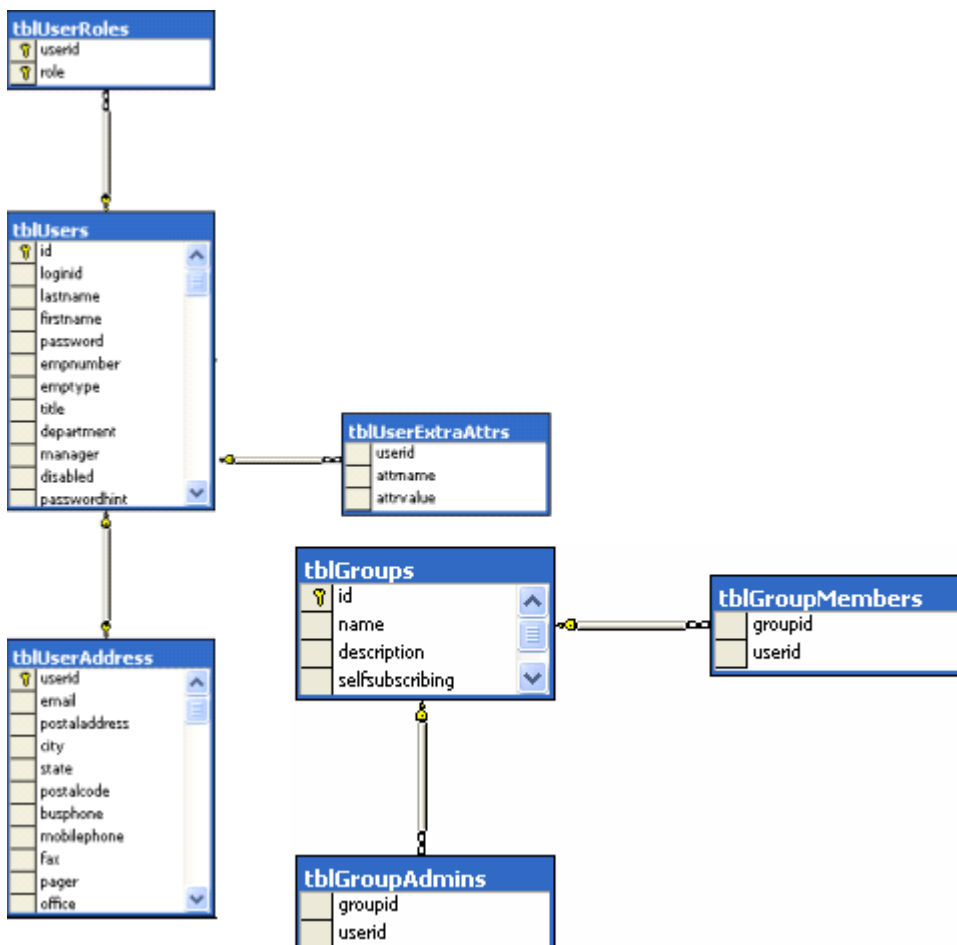 tblUserRoles
userid
role
tblUsers
id
loginid
lastname
firstname
password
empnumber
emptype
title
department
manager
disabled
passwordhint
tblUserExtraAttrs
userid
attrname
attrvalue
tblGroups
id
name
description
selfsubscribing
tblGroupMembers
groupid
userid
tblUserAddress
userid
email
postaladdress
city
state
postalcode
busphone
mobilephone
fax
pager
office
tblGroupAdmins
groupid
userid